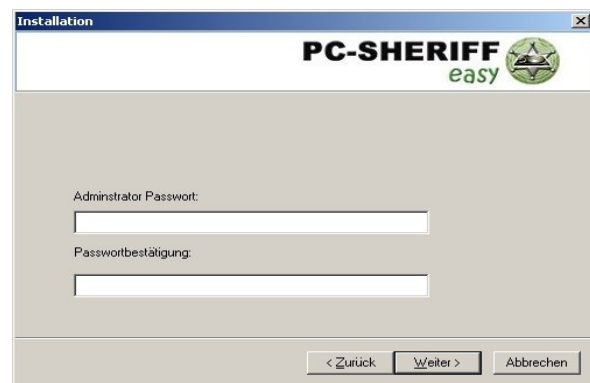 Installation
PC-SHERIFF
easy
Adminstrator Passwort:
Passwortbestätigung:
< Zurück
Weiter >
Abbrechen